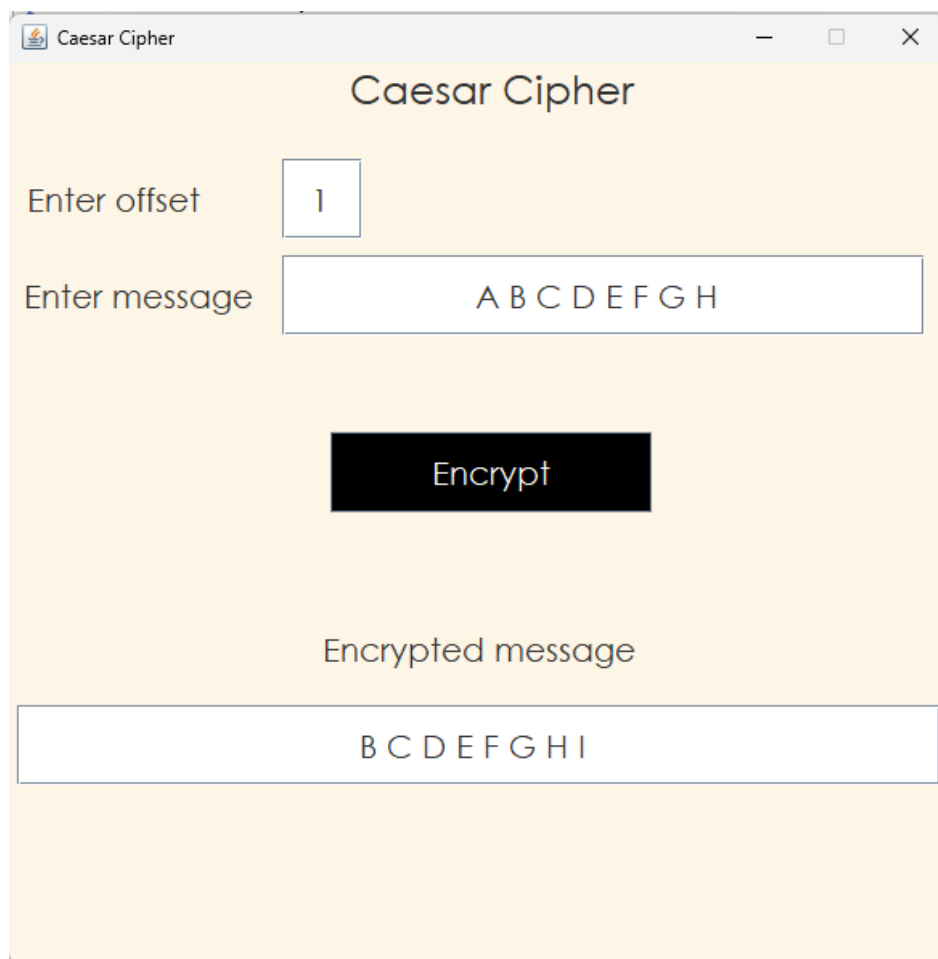 Caesar Cipher
Caesar Cipher
Enter offset 1
Enter message A B C D E F G H
Encrypt
Encrypted message
B C D E F G H I